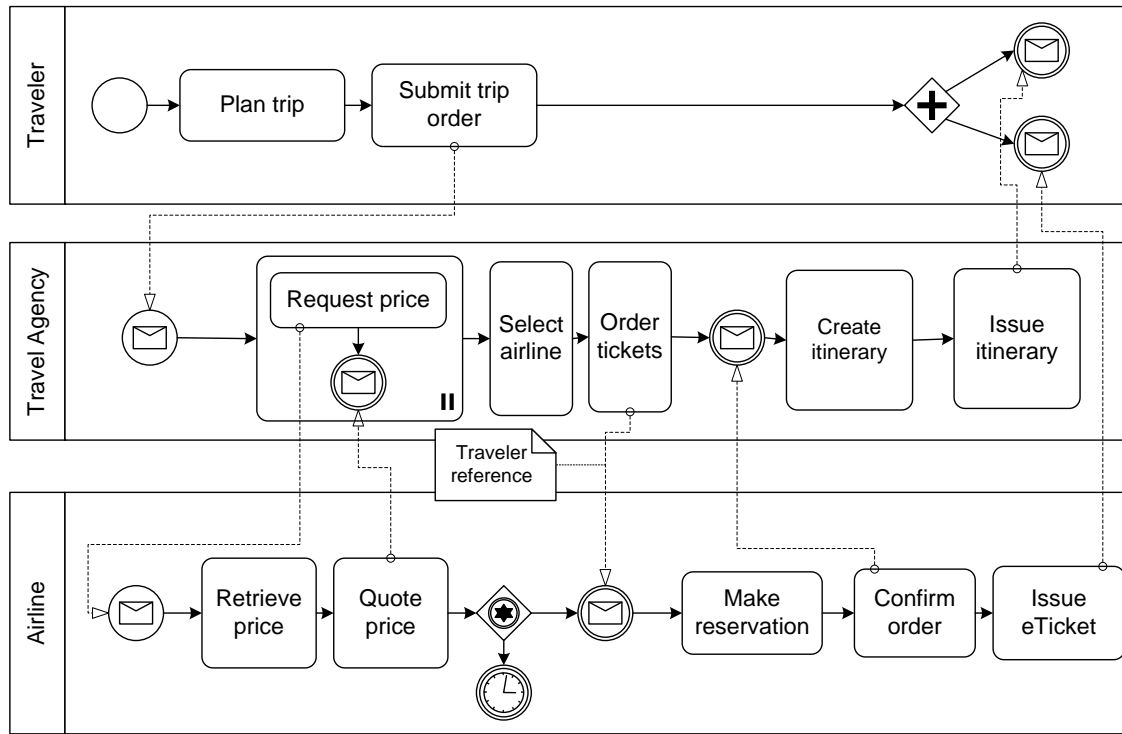 Traveler
Plan trip
Submit trip
order
Travel Agency
Request price
Select
airline
Order
tickets
Create
itinerary
Issue
itinerary
Traveler
reference
Airline
Retrieve
price
Quote
price
Make
reservation
Confirm
order
Issue
eTicket